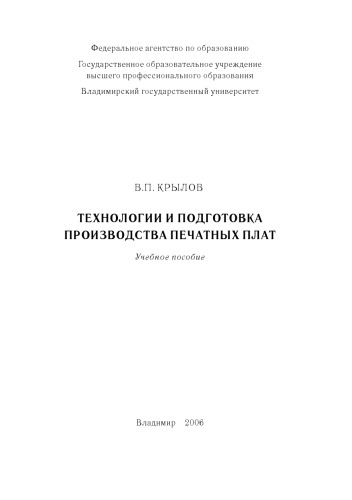 Федеральное агентство по образованию
Государственное образовательное учреждение
высшего профессионального образования
Владимирский государственный университет
В.П. КРЫЛОВ
ТЕХНОЛОГИИ И ПОДГОТОВКА
ПРОИЗВОДСТВА ПЕЧАТНЫХ ПЛАТ
Учебное пособие
Владимир 2006